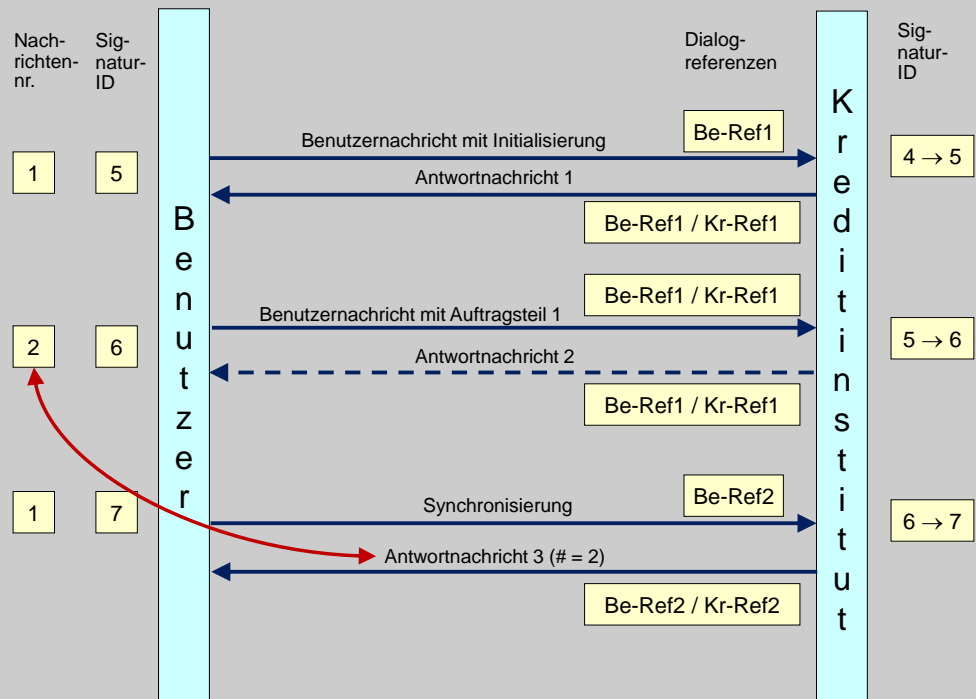 Nach-
richten-
nr.
Sig-
natur-
ID
Dialog-
referenzen
Sig-
natur-
ID
Benutzer
Kreditinstitut
Be-Ref1
Benutzernachricht mit Initialisierung
1
5
4 → 5
Antwortnachricht 1
Be-Ref1 / Kr-Ref1
Be-Ref1 / Kr-Ref1
Benutzernachricht mit Auftragsteil 1
2
6
5 → 6
Antwortnachricht 2
Be-Ref1 / Kr-Ref1
Be-Ref2
Synchronisierung
1
7
6 → 7
Antwortnachricht 3 (# = 2)
Be-Ref2 / Kr-Ref2